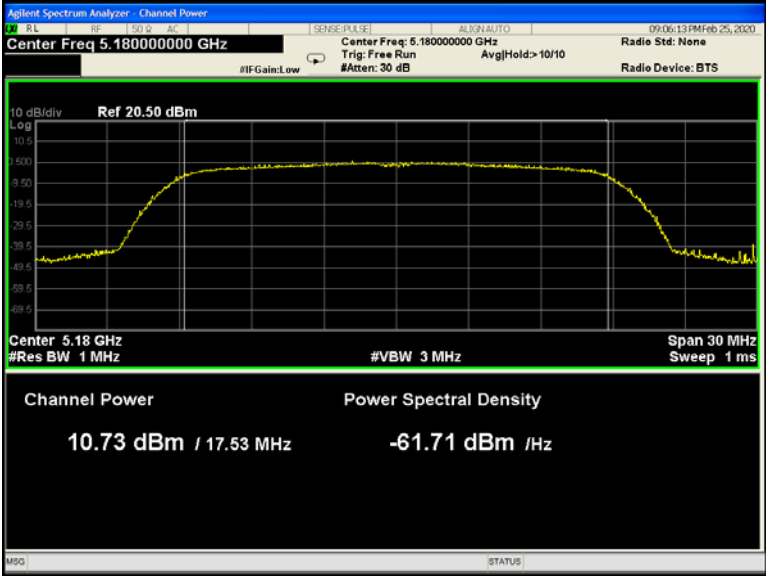 Agilent Spectrum Analyzer - Channel Power
RL RF 50 Ω AC SENSE:PULSE ALIGN AUTO 09:06:13 PM Feb 25, 2020
Center Freq 5.180000000 GHz Center Freq: 5.180000000 GHz Radio Std: None
Trig: Free Run Avg|Hold:> 10/10
#IFGain:Low #Atten: 30 dB Radio Device: BTS
10 dB/div Ref 20.50 dBm
Log
10.5
0.500
-9.50
-19.5
-29.5
-39.5
-49.5
-59.5
-69.5
Center 5.18 GHz Span 30 MHz
#Res BW 1 MHz #VBW 3 MHz Sweep 1 ms
Channel Power Power Spectral Density
10.73 dBm / 17.53 MHz -61.71 dBm /Hz
MSG STATUS